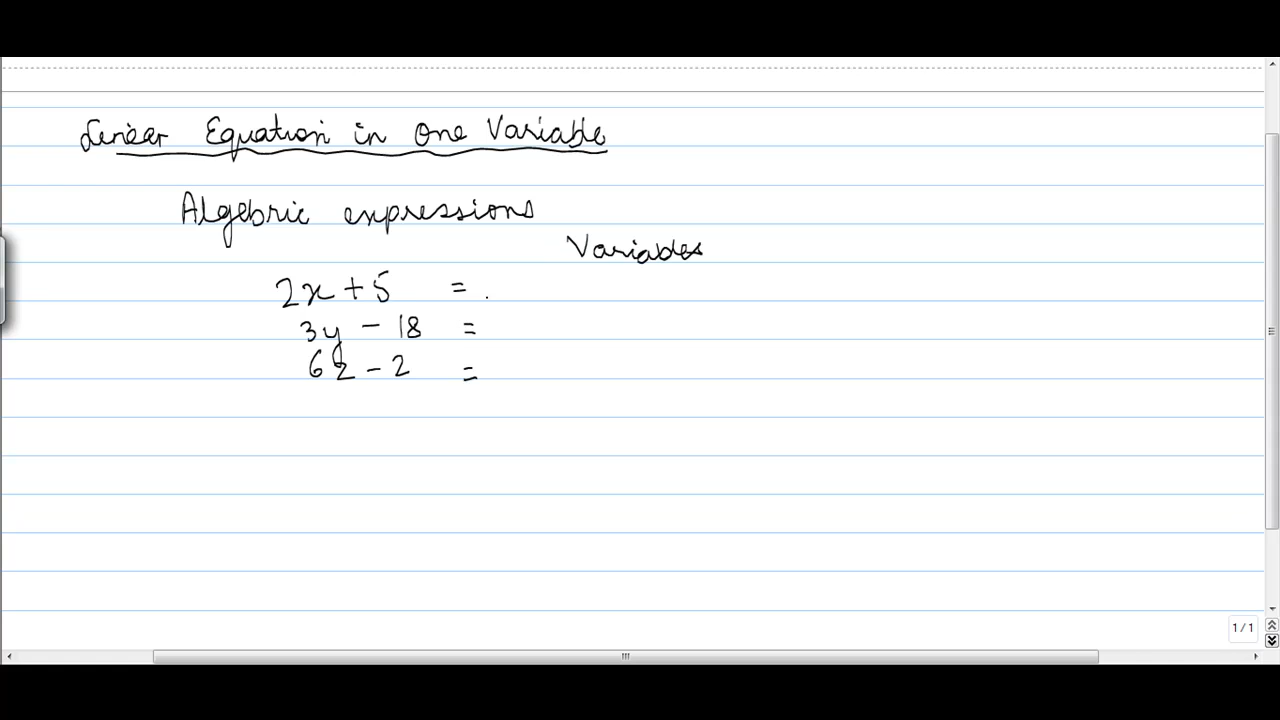 Linear Equation in One Variable
Algebric expressions
Variables
2x + 5 =
3y - 18 =
6z - 2 =
1 / 1